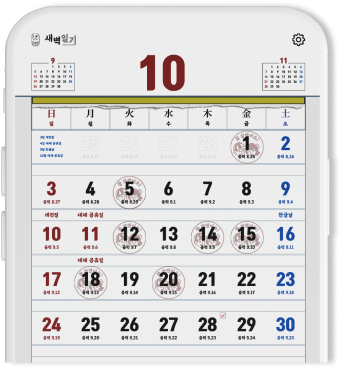 새벽일기
9
10
11
日 月 火 水 木 金 土
일 월 화 수 목 금 토
1 2
음력 8.25 음력 8.26
3 4 5 6 7 8 9
음력 8.27 음력 8.28 음력 8.29 음력 9.1 음력 9.2 음력 9.3 음력 9.4
개천절 대체 공휴일 한글날
10 11 12 13 14 15 16
음력 9.5 음력 9.6 음력 9.7 음력 9.8 음력 9.9 음력 9.10 음력 9.11
대체 공휴일
17 18 19 20 21 22 23
음력 9.12 음력 9.13 음력 9.14 음력 9.15 음력 9.16 음력 9.17 음력 9.18
24 25 26 27 28 29 30
음력 9.19 음력 9.20 음력 9.21 음력 9.22 음력 9.23 음력 9.24 음력 9.25